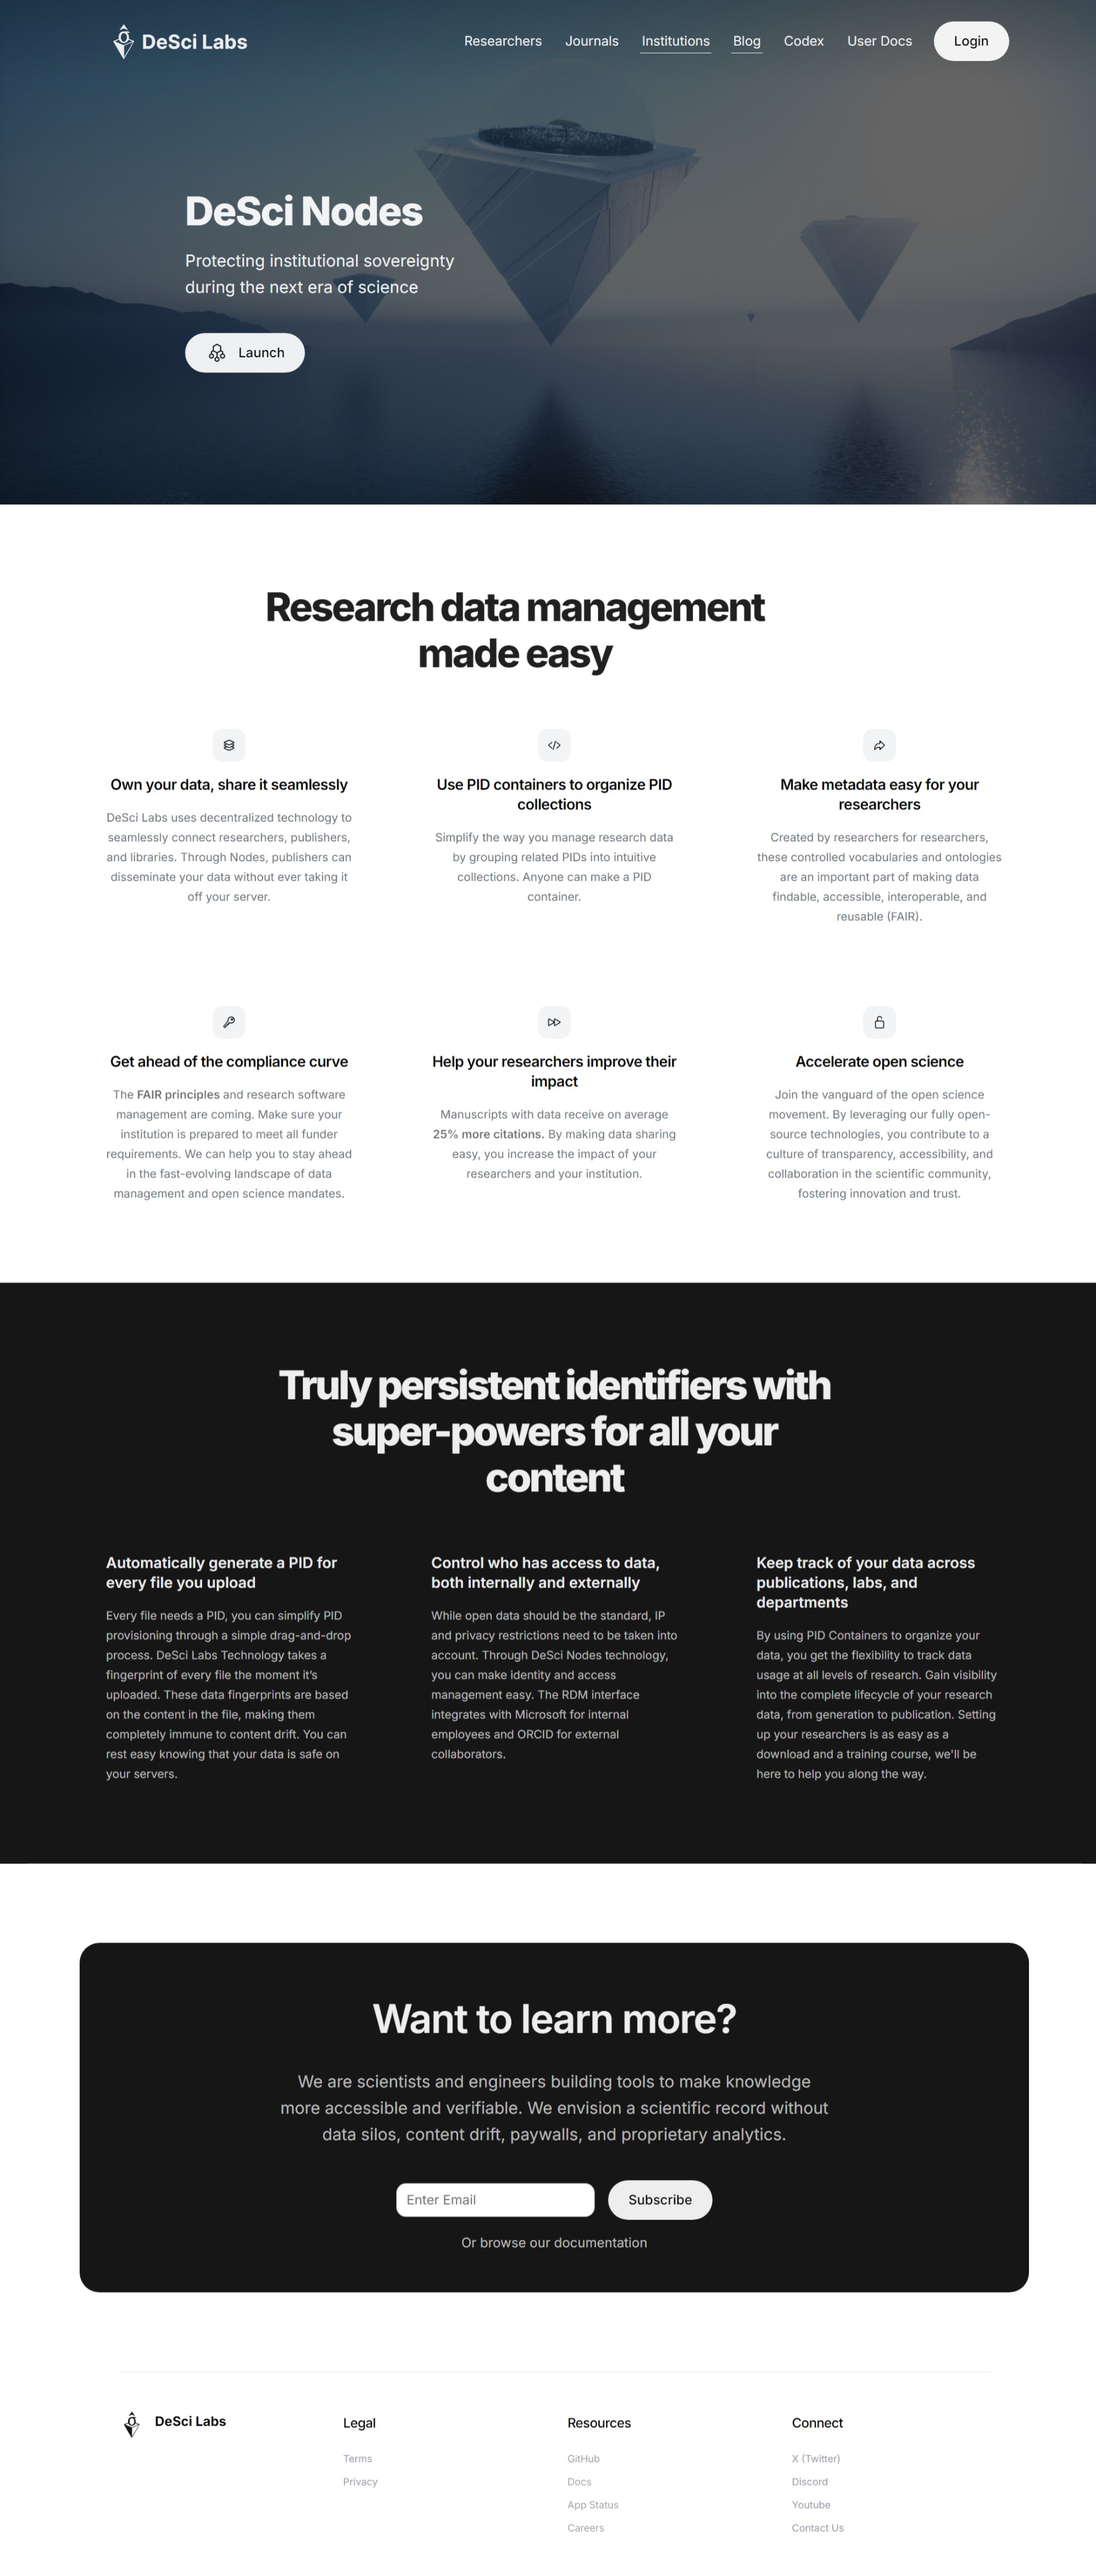 DeSci Labs
Researchers
Journals
Institutions
Blog
Codex
User Docs
Login
DeSci Nodes
Protecting institutional sovereignty
during the next era of science
Launch
Research data management
made easy
Own your data, share it seamlessly
DeSci Labs uses decentralized technology to
seamlessly connect researchers, publishers,
and libraries. Through Nodes, publishers can
disseminate your data without ever taking it
off your server.
Use PID containers to organize PID
collections
Simplify the way you manage research data
by grouping related PIDs into intuitive
collections. Anyone can make a PID
container.
Make metadata easy for your
researchers
Created by researchers for researchers,
these controlled vocabularies and ontologies
are an important part of making data
findable, accessible, interoperable, and
reusable (FAIR).
Get ahead of the compliance curve
The FAIR principles and research software
management are coming. Make sure your
institution is prepared to meet all funder
requirements. We can help you to stay ahead
in the fast-evolving landscape of data
management and open science mandates.
Help your researchers improve their
impact
Manuscripts with data receive on average
25% more citations. By making data sharing
easy, you increase the impact of your
researchers and your institution.
Accelerate open science
Join the vanguard of the open science
movement. By leveraging our fully open-
source technologies, you contribute to a
culture of transparency, accessibility, and
collaboration in the scientific community,
fostering innovation and trust.
Truly persistent identifiers with
super-powers for all your
content
Automatically generate a PID for
every file you upload
Every file needs a PID, you can simplify PID
provisioning through a simple drag-and-drop
process. DeSci Labs Technology takes a
fingerprint of every file the moment it's
uploaded. These data fingerprints are based
on the content in the file, making them
completely immune to content drift. You can
rest easy knowing that your data is safe on
your servers.
Control who has access to data,
both internally and externally
While open data should be the standard, IP
and privacy restrictions need to be taken into
account. Through DeSci Nodes technology,
you can make identity and access
management easy. The RDM interface
integrates with Microsoft for internal
employees and ORCID for external
collaborators.
Keep track of your data across
publications, labs, and
departments
By using PID Containers to organize your
data, you get the flexibility to track data
usage at all levels of research. Gain visibility
into the complete lifecycle of your research
data, from generation to publication. Setting
up your researchers is as easy as a
download and a training course, we'll be
here to help you along the way.
Want to learn more?
We are scientists and engineers building tools to make knowledge
more accessible and verifiable. We envision a scientific record without
data silos, content drift, paywalls, and proprietary analytics.
Enter Email
Subscribe
Or browse our documentation
DeSci Labs
Legal
Terms
Privacy
Resources
GitHub
Docs
App Status
Careers
Connect
X (Twitter)
Discord
Youtube
Contact Us